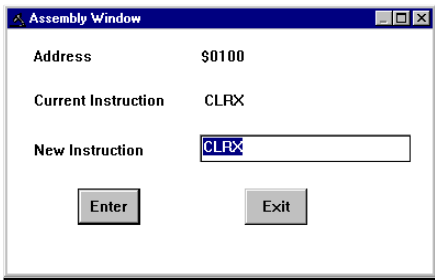 Assembly Window
Address $0100
Current Instruction CLRX
New Instruction CLRX
Enter Exit